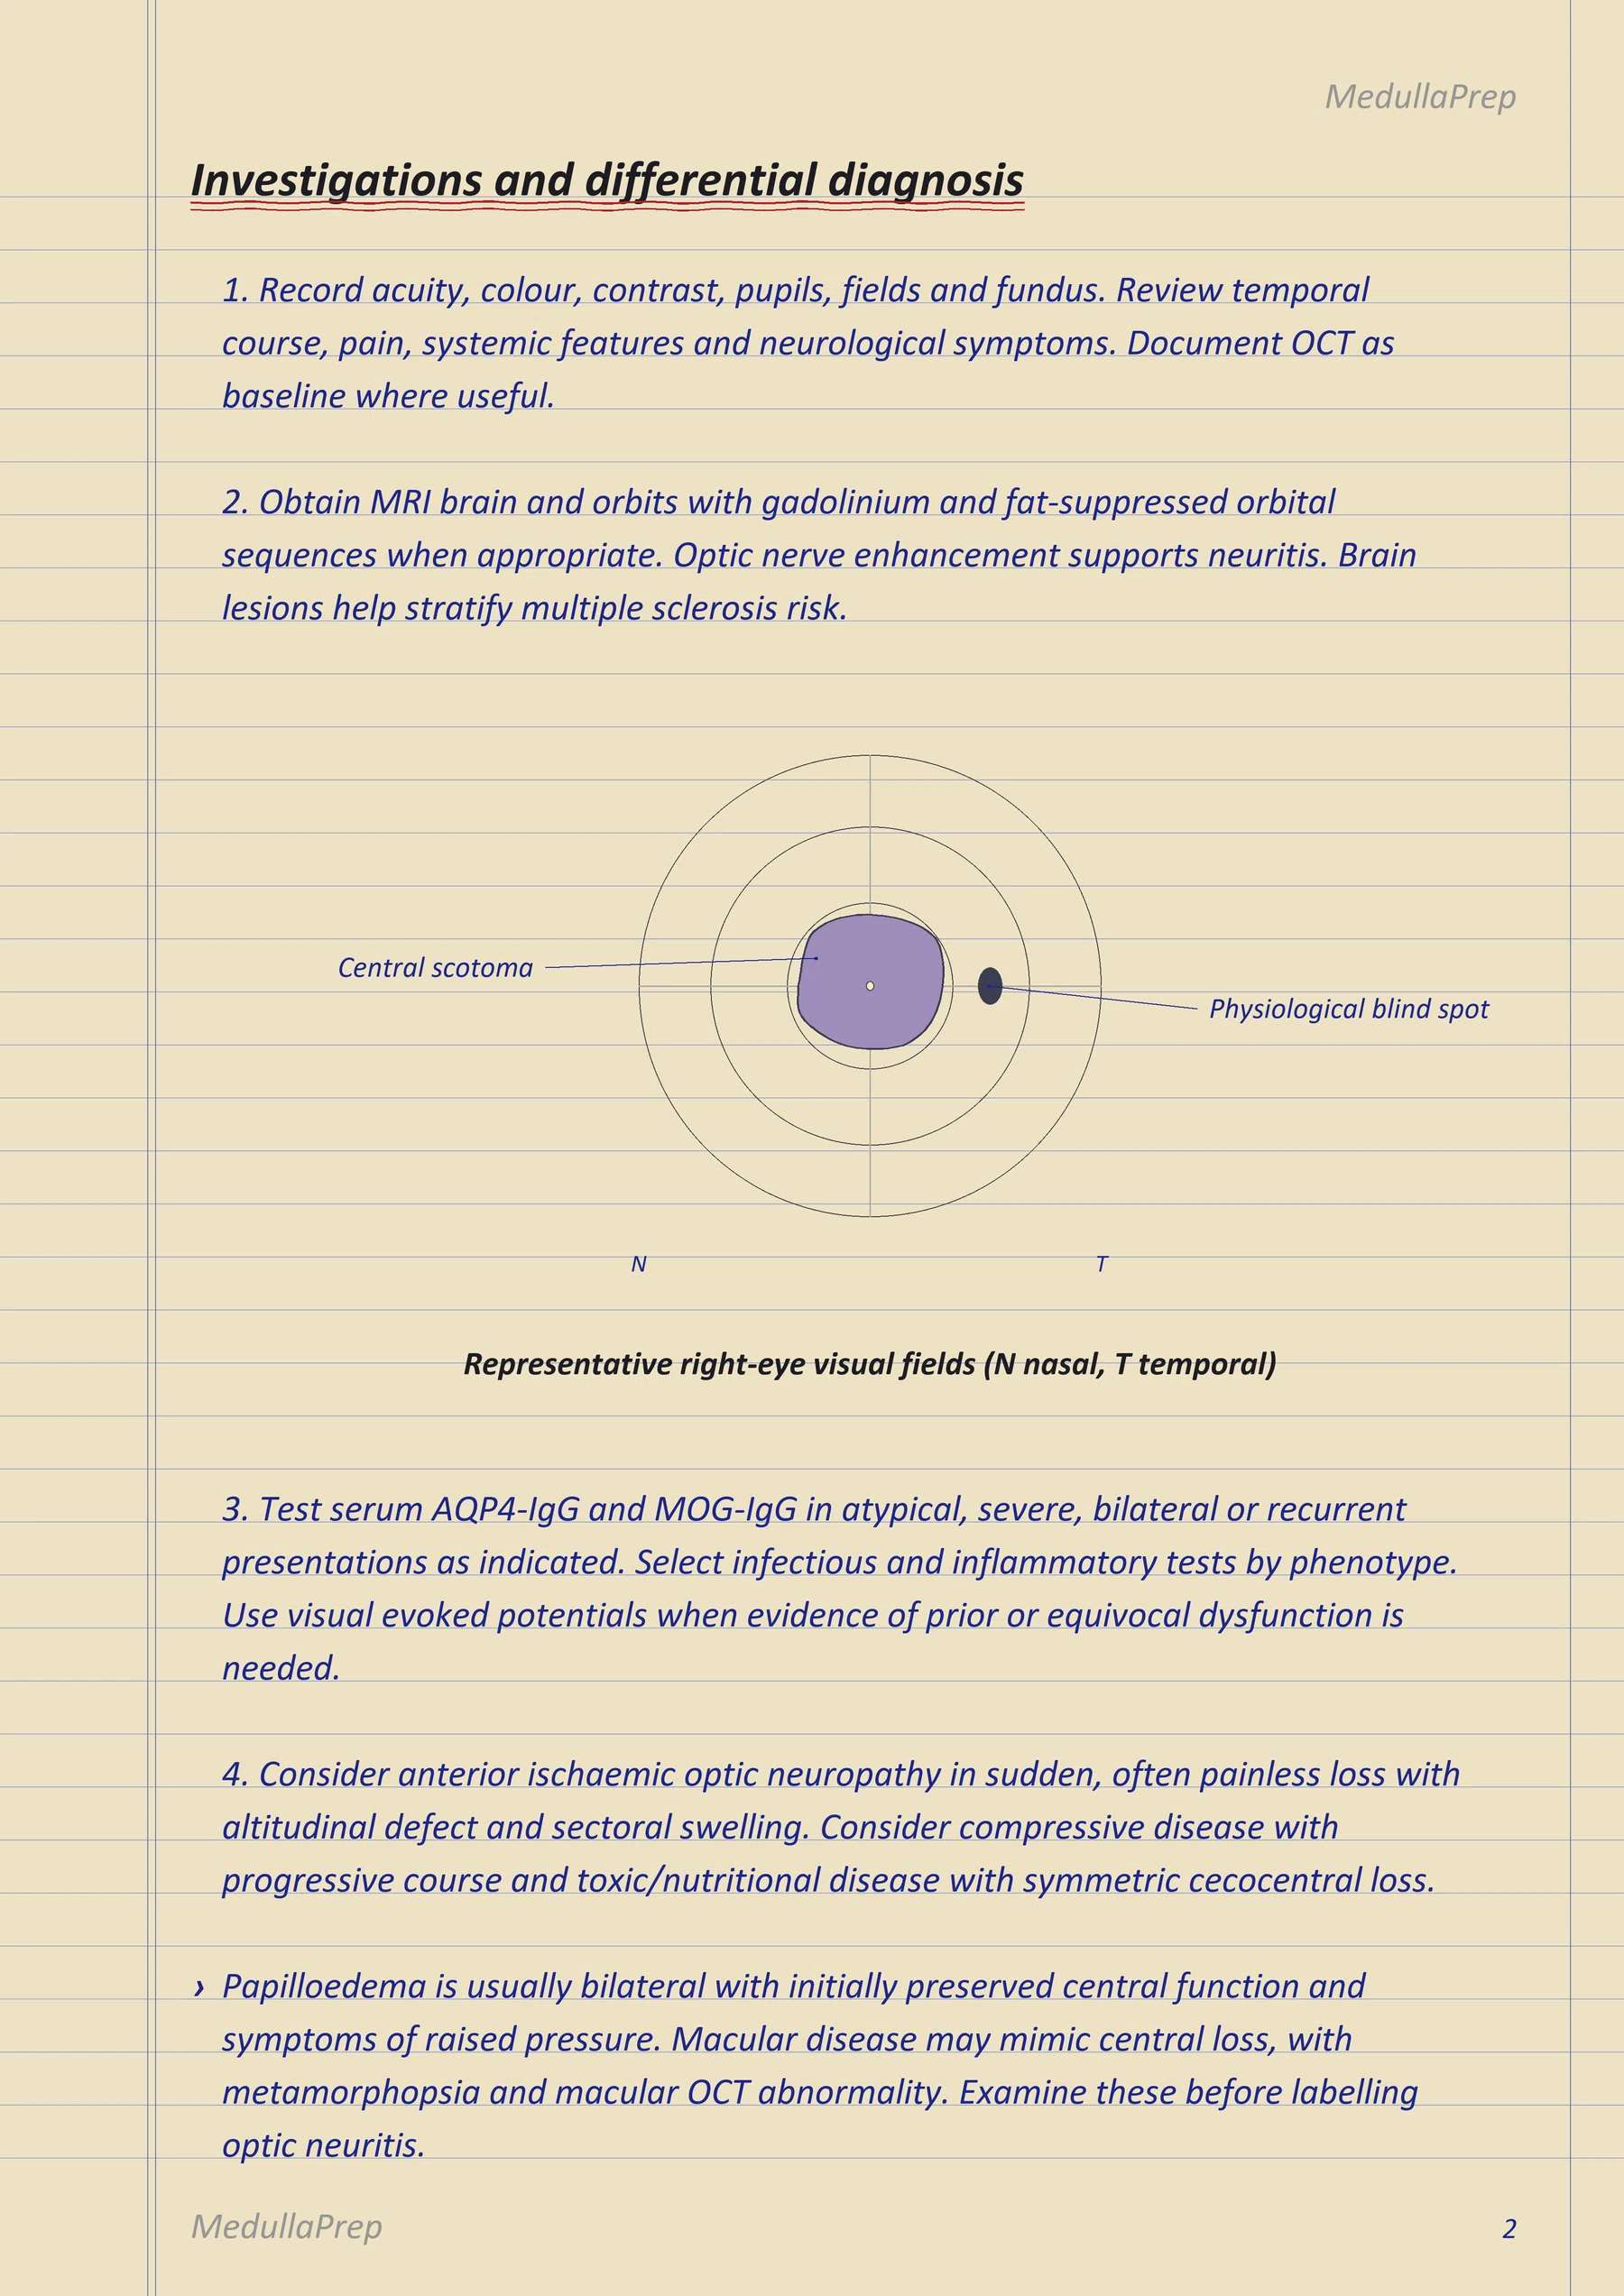 MedullaPrep
Investigations and differential diagnosis
1. Record acuity, colour, contrast, pupils, fields and fundus. Review temporal
course, pain, systemic features and neurological symptoms. Document OCT as
baseline where useful.
2. Obtain MRI brain and orbits with gadolinium and fat-suppressed orbital
sequences when appropriate. Optic nerve enhancement supports neuritis. Brain
lesions help stratify multiple sclerosis risk.
Central scotoma
Physiological blind spot
N T
Representative right-eye visual fields (N nasal, T temporal)
3. Test serum AQP4-IgG and MOG-IgG in atypical, severe, bilateral or recurrent
presentations as indicated. Select infectious and inflammatory tests by phenotype.
Use visual evoked potentials when evidence of prior or equivocal dysfunction is
needed.
4. Consider anterior ischaemic optic neuropathy in sudden, often painless loss with
altitudinal defect and sectoral swelling. Consider compressive disease with
progressive course and toxic/nutritional disease with symmetric cecocentral loss.
› Papilloedema is usually bilateral with initially preserved central function and
symptoms of raised pressure. Macular disease may mimic central loss, with
metamorphopsia and macular OCT abnormality. Examine these before labelling
optic neuritis.
MedullaPrep 2